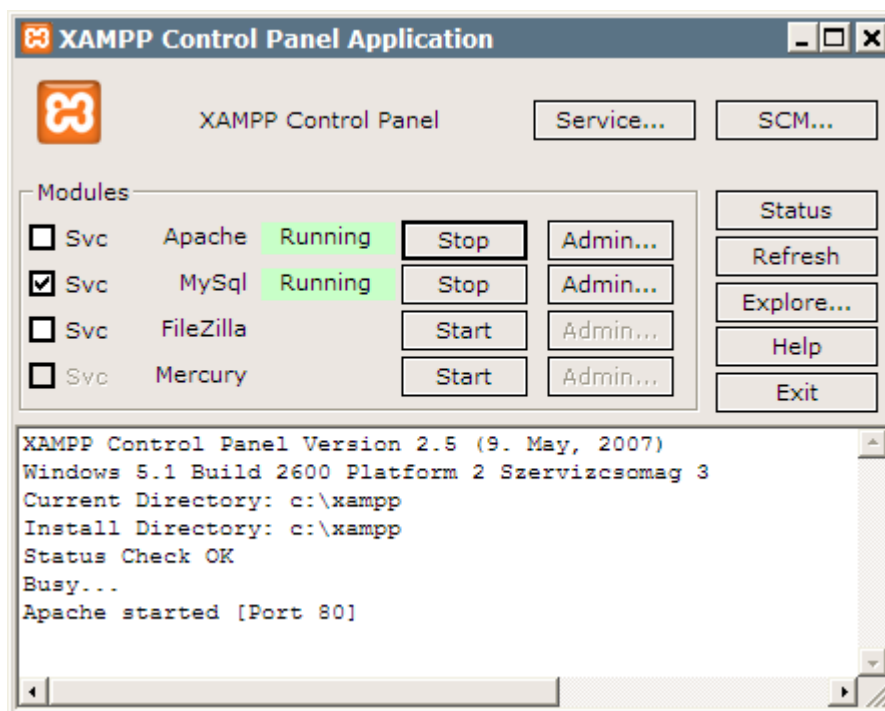 XAMPP Control Panel Application
XAMPP Control Panel Service... SCM...
Modules
Svc Apache Running Stop Admin...
Svc MySql Running Stop Admin...
Svc FileZilla Start Admin...
Svc Mercury Start Admin...
Status
Refresh
Explore...
Help
Exit
XAMPP Control Panel Version 2.5 (9. May, 2007)
Windows 5.1 Build 2600 Platform 2 Szervizcsomag 3
Current Directory: c:\xampp
Install Directory: c:\xampp
Status Check OK
Busy...
Apache started [Port 80]